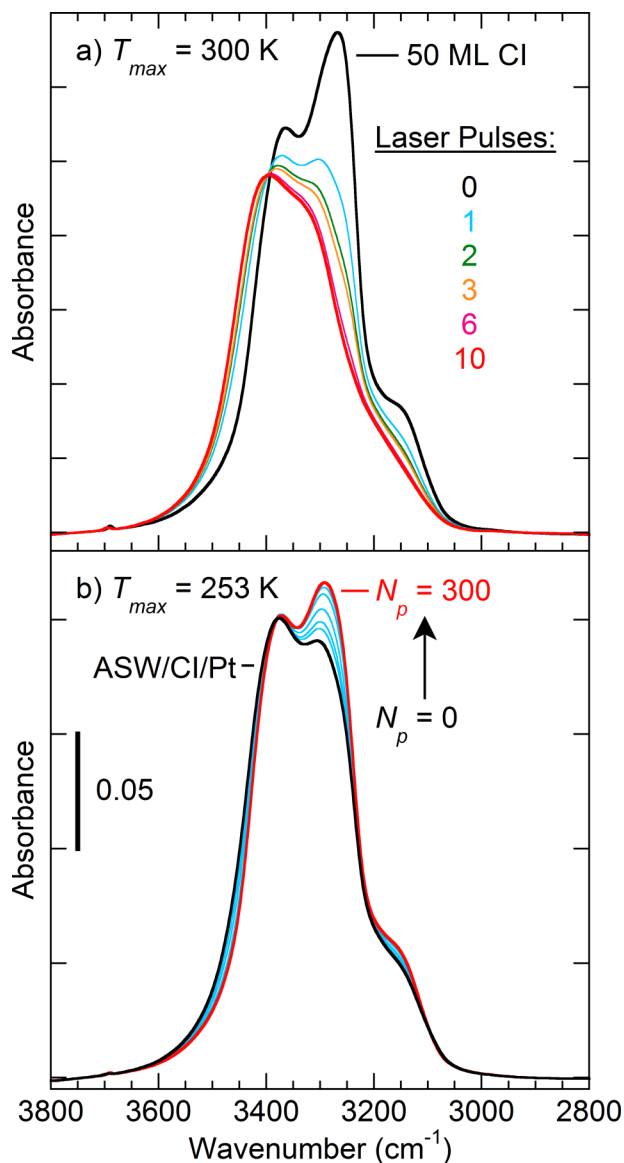 a) Tmax = 300 K
50 ML CI
Laser Pulses:
0
1
2
3
6
10
Absorbance
b) Tmax = 253 K
Np = 300
ASW/CI/Pt
Np = 0
0.05
Absorbance
3800 3600 3400 3200 3000 2800
Wavenumber (cm⁻¹)